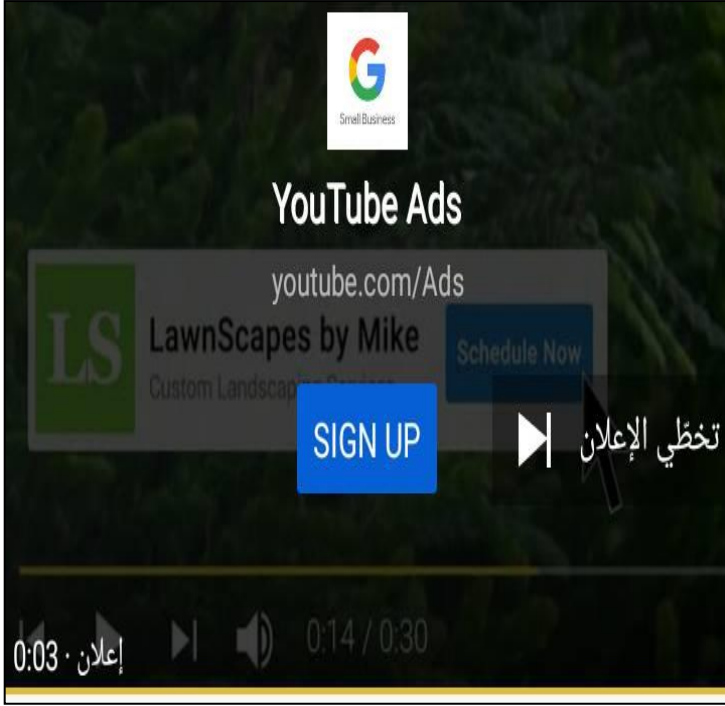 G
Small Business
YouTube Ads
youtube.com/Ads
LS
LawnScapes by Mike
Custom Landscaping Services
Schedule Now
SIGN UP
تخطّي الإعلان
0:14 / 0:30
إعلان · 0:03